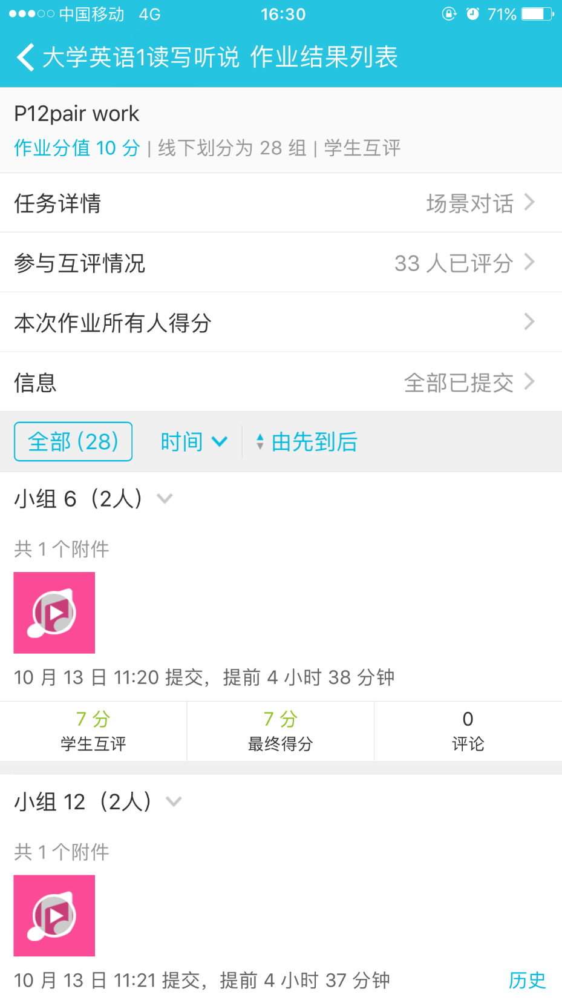 中国移动 4G 16:30 71%
大学英语1读写听说 作业结果列表
P12pair work
作业分值 10 分 | 线下划分为 28 组 | 学生互评
任务详情 场景对话
参与互评情况 33 人已评分
本次作业所有人得分
信息 全部已提交
全部 (28) 时间 由先到后
小组 6（2人）
共 1 个附件
10 月 13 日 11:20 提交，提前 4 小时 38 分钟
7 分 7 分 0
学生互评 最终得分 评论
小组 12（2人）
共 1 个附件
10 月 13 日 11:21 提交，提前 4 小时 37 分钟 历史